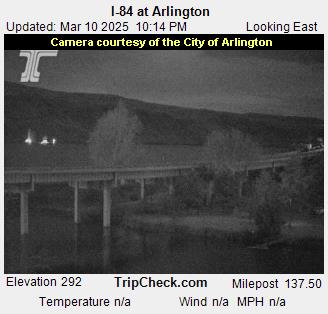 I-84 at Arlington
Updated: Mar 10 2025 10:14 PM Looking East
Camera courtesy of the City of Arlington
Elevation 292 TripCheck.com Milepost 137.50
Temperature n/a Wind n/a MPH n/a